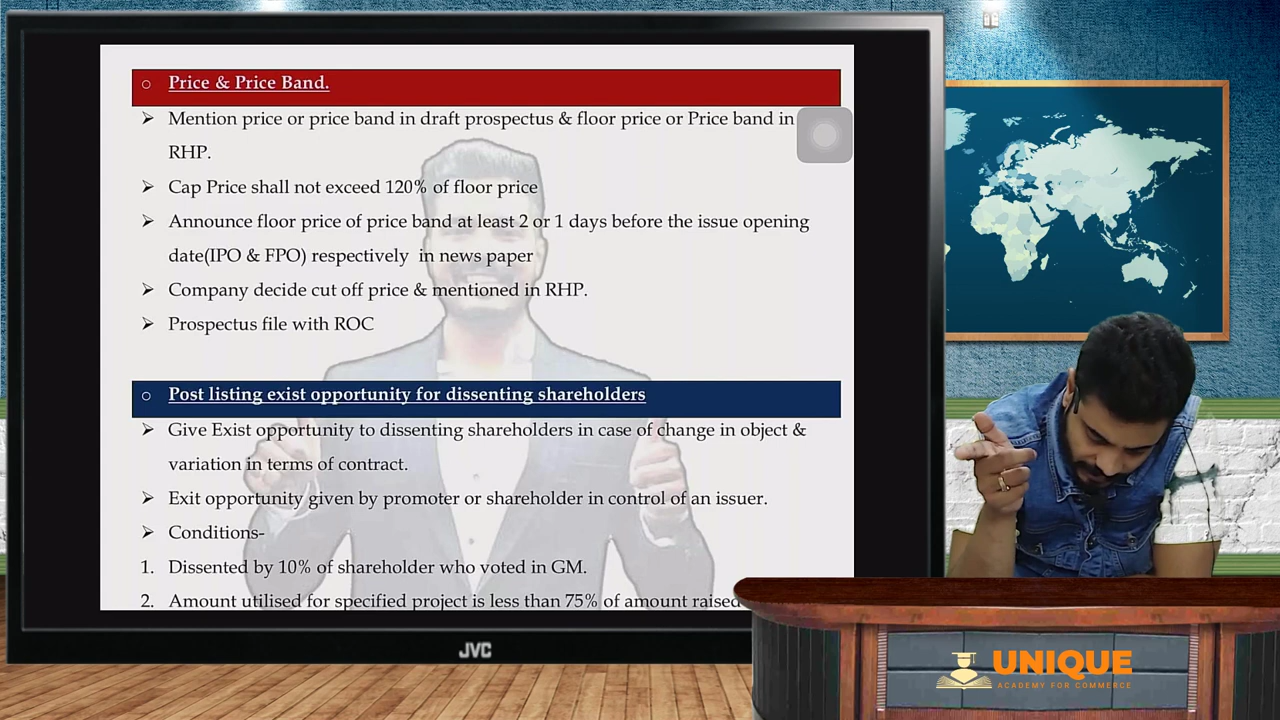 ○ Price & Price Band.
➢ Mention price or price band in draft prospectus & floor price or Price band in
RHP.
➢ Cap Price shall not exceed 120% of floor price
➢ Announce floor price of price band at least 2 or 1 days before the issue opening
date(IPO & FPO) respectively in news paper
➢ Company decide cut off price & mentioned in RHP.
➢ Prospectus file with ROC
○ Post listing exist opportunity for dissenting shareholders
➢ Give Exist opportunity to dissenting shareholders in case of change in object &
variation in terms of contract.
➢ Exit opportunity given by promoter or shareholder in control of an issuer.
➢ Conditions-
1. Dissented by 10% of shareholder who voted in GM.
2. Amount utilised for specified project is less than 75% of amount raised
JVC
UNIQUE
ACADEMY FOR COMMERCE